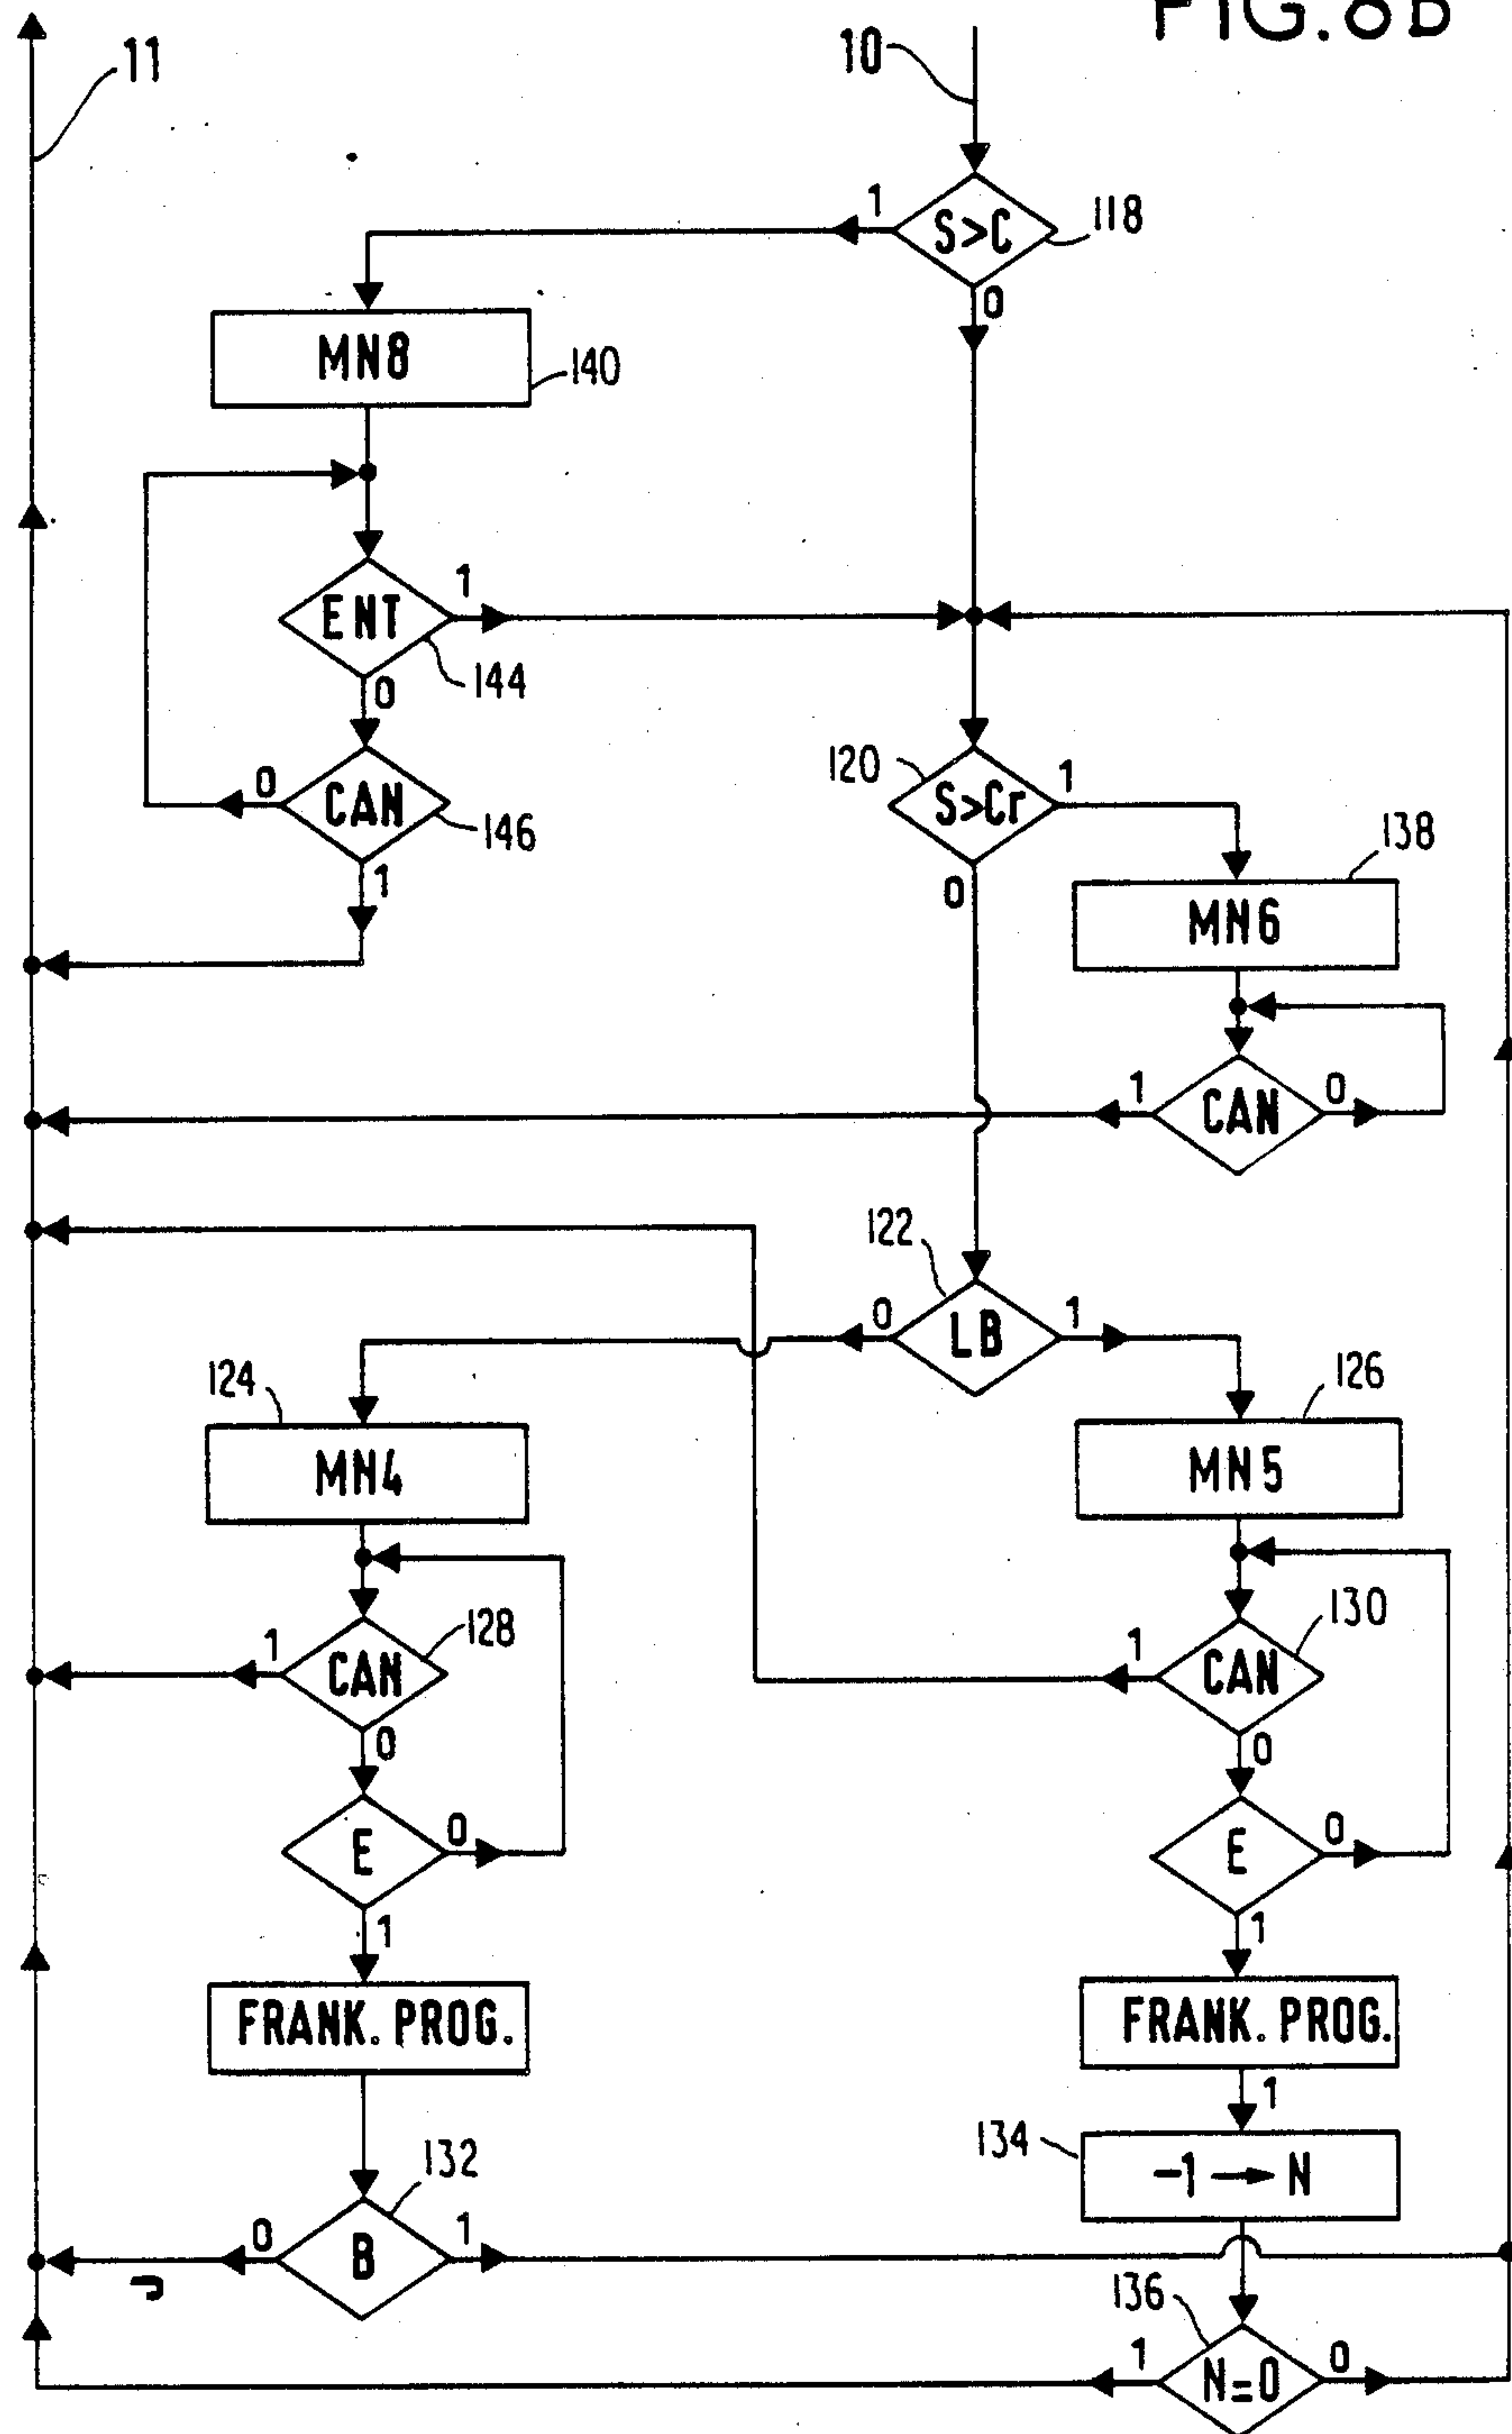 FIG. 8B
11
10
1
S>C
118
0
MN8
140
ENT
1
144
0
120
S>Cr
1
0
CAN
146
138
0
1
MN6
1
CAN
0
122
0
LB
1
124
126
MN4
MN5
1
CAN
128
1
CAN
130
0
0
E
0
E
0
1
1
FRANK. PROG.
FRANK. PROG.
1
132
134
-1 → N
0
B
1
136
1
N=0
0